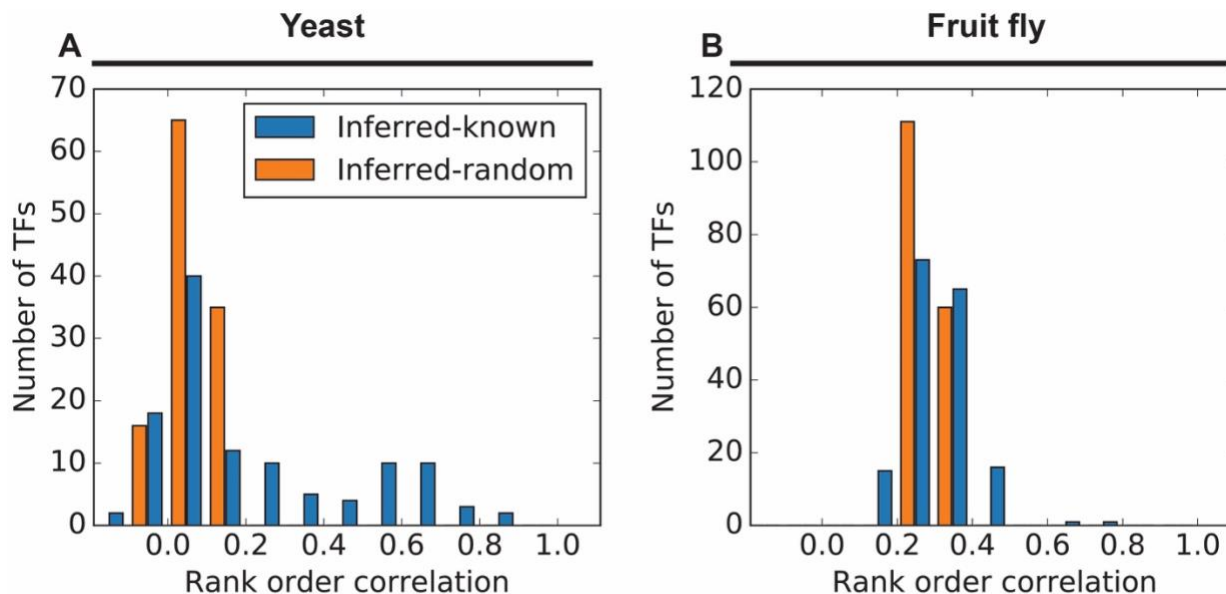 A
Yeast
70
60
50
40
30
20
10
0
Number of TFs
Inferred-known
Inferred-random
0.0 0.2 0.4 0.6 0.8 1.0
Rank order correlation
B
Fruit fly
120
100
80
60
40
20
0
Number of TFs
0.0 0.2 0.4 0.6 0.8 1.0
Rank order correlation